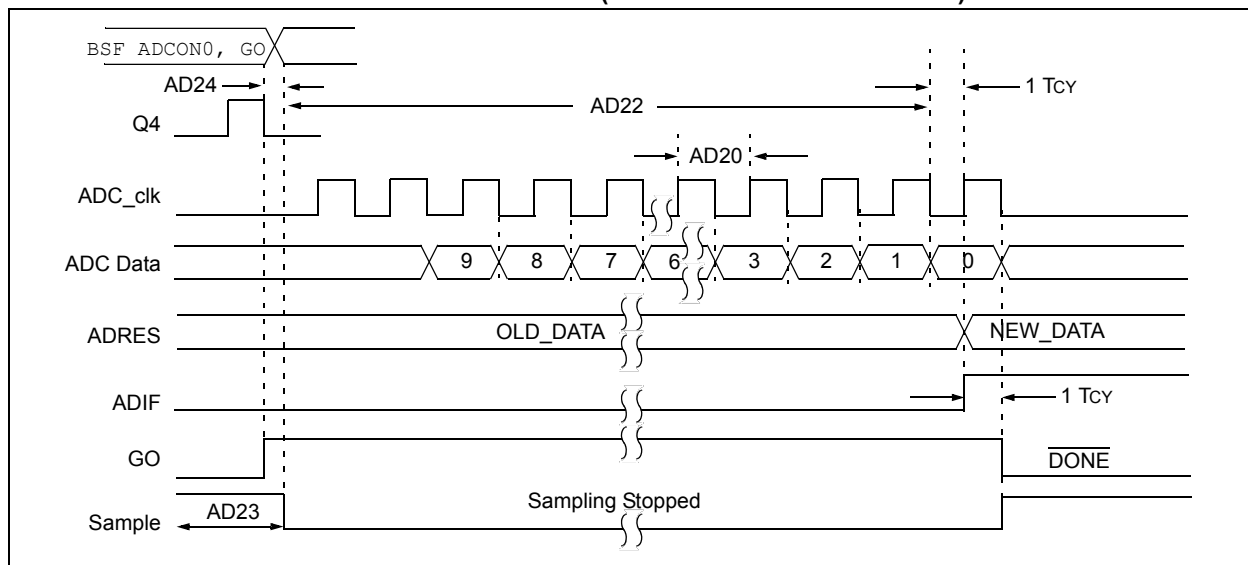 BSF ADCON0, GO
AD24
1 TCY
AD22
Q4
AD20
ADC_clk
ADC Data
9 8 7 6 3 2 1 0
ADRES
OLD_DATA
NEW_DATA
ADIF
1 TCY
GO
DONE
Sampling Stopped
AD23
Sample